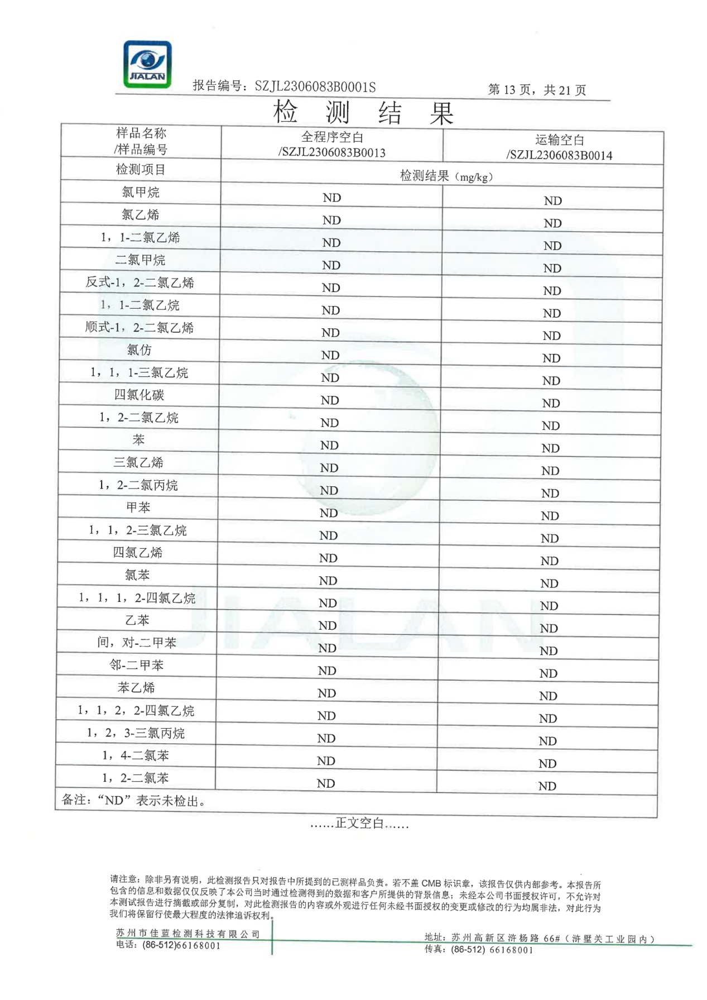 JIALAN
报告编号：SZJL2306083B0001S
第 13 页，共 21 页
检 测 结 果
样品名称
/样品编号
全程序空白
/SZJL2306083B0013
运输空白
/SZJL2306083B0014
检测项目
检测结果（mg/kg）
氯甲烷 ND ND
氯乙烯 ND ND
1，1-二氯乙烯 ND ND
二氯甲烷 ND ND
反式-1，2-二氯乙烯 ND ND
1，1-二氯乙烷 ND ND
顺式-1，2-二氯乙烯 ND ND
氯仿 ND ND
1，1，1-三氯乙烷 ND ND
四氯化碳 ND ND
1，2-二氯乙烷 ND ND
苯 ND ND
三氯乙烯 ND ND
1，2-二氯丙烷 ND ND
甲苯 ND ND
1，1，2-三氯乙烷 ND ND
四氯乙烯 ND ND
氯苯 ND ND
1，1，1，2-四氯乙烷 ND ND
乙苯 ND ND
间，对-二甲苯 ND ND
邻-二甲苯 ND ND
苯乙烯 ND ND
1，1，2，2-四氯乙烷 ND ND
1，2，3-三氯丙烷 ND ND
1，4-二氯苯 ND ND
1，2-二氯苯 ND ND
备注：“ND”表示未检出。
……正文空白……
JIALAN
请注意：除非另有说明，此检测报告只对报告中所提到的已测样品负责。若不盖 CMB 标识章，该报告仅供内部参考。本报告所
包含的信息和数据仅仅反映了本公司当时通过检测得到的数据和客户所提供的背景信息；未经本公司书面授权许可，不允许对
本测试报告进行摘截或部分复制，对此检测报告的内容或外观进行任何未经书面授权的变更或修改的行为均属非法，对此行为
我们将保留行使最大程度的法律追诉权利。
苏州市佳蓝检测科技有限公司
电话：(86-512)66168001
地址：苏州高新区浒杨路 66#（浒墅关工业园内）
传真：(86-512) 66168001